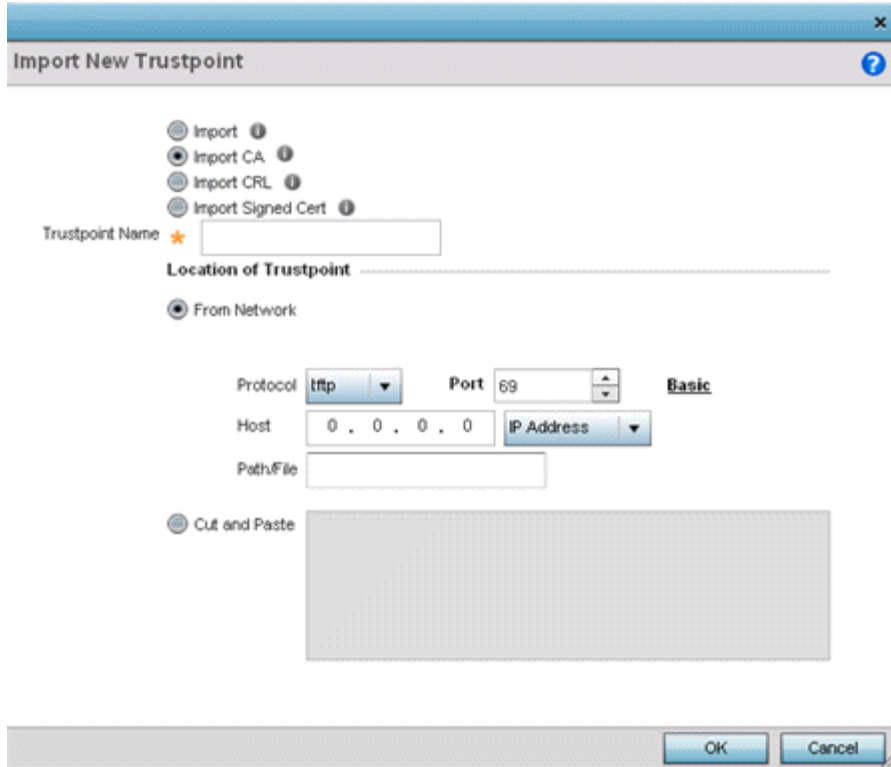 Import New Trustpoint
Import
Import CA
Import CRL
Import Signed Cert
Trustpoint Name *
Location of Trustpoint
From Network
Protocol tftp Port 69 Basic
Host 0 . 0 . 0 . 0 IP Address
Path/File
Cut and Paste
OK Cancel